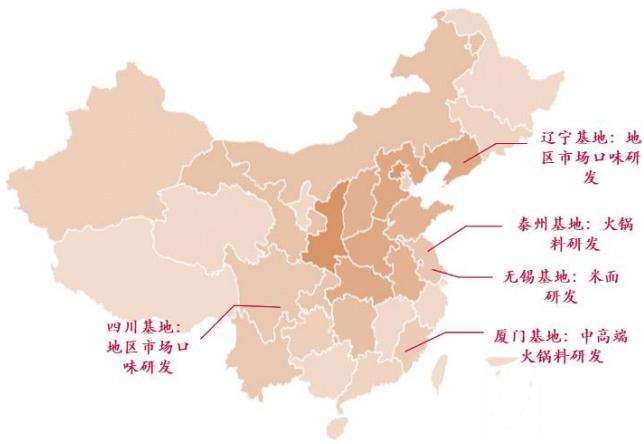 辽宁基地：地
区市场口味研
发
泰州基地：火锅
料研发
无锡基地：米面
研发
四川基地：
地区市场口
味研发
厦门基地：中高端
火锅料研发